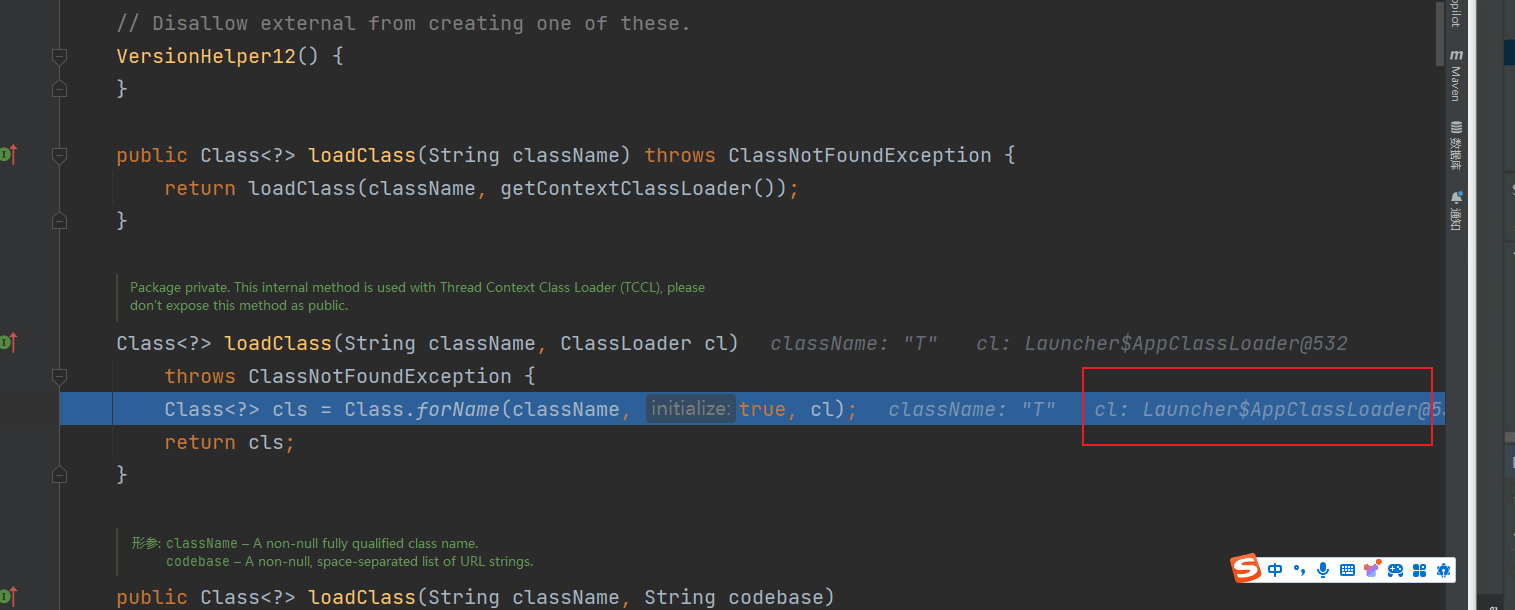 // Disallow external from creating one of these.
VersionHelper12() {
}
public Class<?> loadClass(String className) throws ClassNotFoundException {
return loadClass(className, getContextClassLoader());
}
Package private. This internal method is used with Thread Context Class Loader (TCCL), please
don't expose this method as public.
Class<?> loadClass(String className, ClassLoader cl) className: "T" cl: Launcher$AppClassLoader@532
throws ClassNotFoundException {
Class<?> cls = Class.forName(className, initialize: true, cl); className: "T" cl: Launcher$AppClassLoader@5
return cls;
}
形参: className – A non-null fully qualified class name.
codebase – A non-null, space-separated list of URL strings.
public Class<?> loadClass(String className, String codebase)
pilot
m
Maven
数据库
通知
S
中